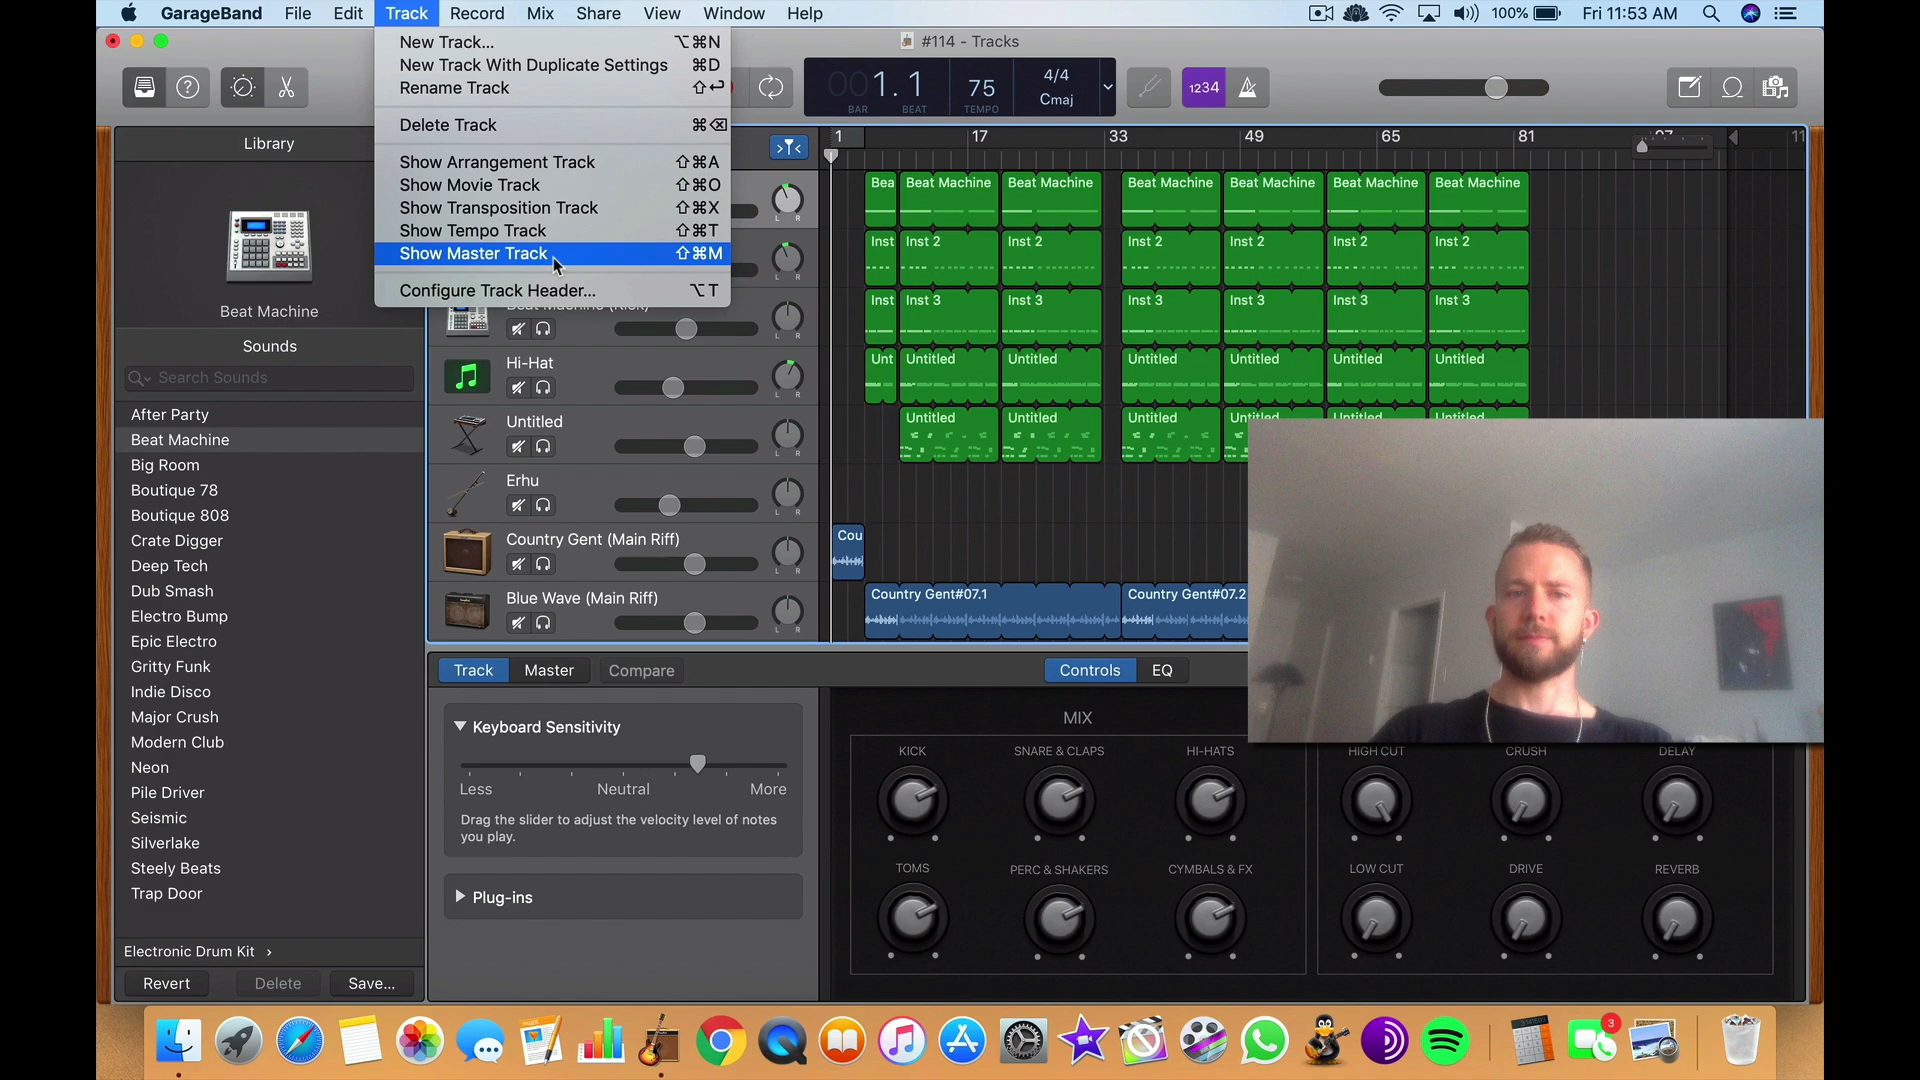 GarageBand File Edit Track Record Mix Share View Window Help
100% Fri 11:53 AM
#114 - Tracks
New Track... ⌥⌘N
New Track With Duplicate Settings ⌘D
Rename Track ⇧↩
Delete Track ⌘⌫
Show Arrangement Track ⇧⌘A
Show Movie Track ⇧⌘O
Show Transposition Track ⇧⌘X
Show Tempo Track ⇧⌘T
Show Master Track ⇧⌘M
Configure Track Header... ⌥T
001.1
BAR BEAT
75
TEMPO
4/4
Cmaj
1234
1 17 33 49 65 81 97 11
Library
Beat Machine
Sounds
Search Sounds
After Party
Beat Machine
Big Room
Boutique 78
Boutique 808
Crate Digger
Deep Tech
Dub Smash
Electro Bump
Epic Electro
Gritty Funk
Indie Disco
Major Crush
Modern Club
Neon
Pile Driver
Seismic
Silverlake
Steely Beats
Trap Door
Electronic Drum Kit ›
Revert Delete Save...
L R
L R
Beat Machine (Kick)
L R
Hi-Hat
L R
Untitled
L R
Erhu
L R
Country Gent (Main Riff)
L R
Blue Wave (Main Riff)
L R
Bea Beat Machine Beat Machine Beat Machine Beat Machine Beat Machine Beat Machine
Inst Inst 2 Inst 2 Inst 2 Inst 2 Inst 2 Inst 2
Inst Inst 3 Inst 3 Inst 3 Inst 3 Inst 3 Inst 3
Unt Untitled Untitled Untitled Untitled Untitled Untitled
Untitled Untitled Untitled Untitled Untitled Untitled
Cou
Country Gent#07.1 Country Gent#07.2
Track Master Compare
Controls EQ
Keyboard Sensitivity
Less Neutral More
Drag the slider to adjust the velocity level of notes
you play.
Plug-ins
MIX
KICK SNARE & CLAPS HI-HATS HIGH CUT CRUSH DELAY
TOMS PERC & SHAKERS CYMBALS & FX LOW CUT DRIVE REVERB
3